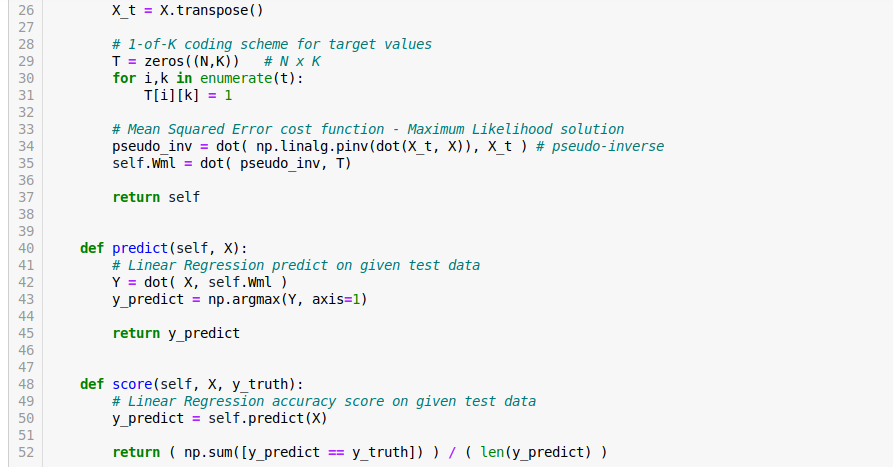 26 X_t = X.transpose()
27
28 # 1-of-K coding scheme for target values
29 T = zeros((N,K)) # N x K
30 for i,k in enumerate(t):
31 T[i][k] = 1
32
33 # Mean Squared Error cost function - Maximum Likelihood solution
34 pseudo_inv = dot( np.linalg.pinv(dot(X_t, X)), X_t ) # pseudo-inverse
35 self.Wml = dot( pseudo_inv, T)
36
37 return self
38
39
40 def predict(self, X):
41 # Linear Regression predict on given test data
42 Y = dot( X, self.Wml )
43 y_predict = np.argmax(Y, axis=1)
44
45 return y_predict
46
47
48 def score(self, X, y_truth):
49 # Linear Regression accuracy score on given test data
50 y_predict = self.predict(X)
51
52 return ( np.sum([y_predict == y_truth]) ) / ( len(y_predict) )